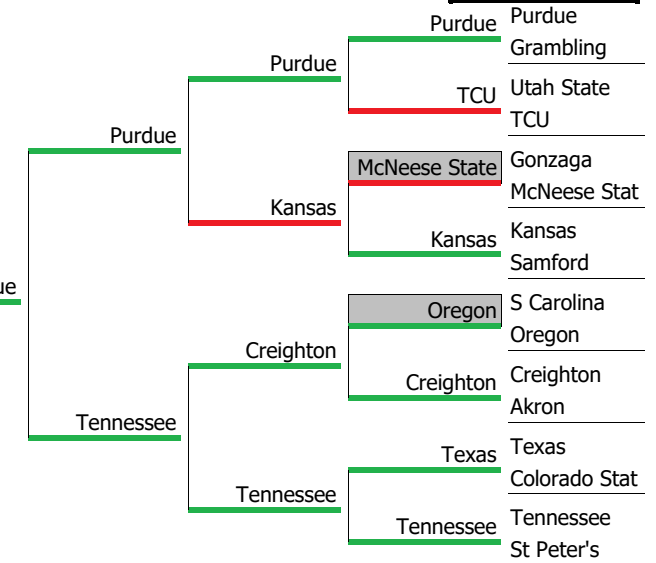 Purdue
Grambling
Utah State
TCU
Gonzaga
McNeese Stat
Kansas
Samford
S Carolina
Oregon
Creighton
Akron
Texas
Colorado Stat
Tennessee
St Peter's
Purdue
TCU
McNeese State
Kansas
Oregon
Creighton
Texas
Tennessee
Purdue
Kansas
Creighton
Tennessee
Purdue
Tennessee
ue